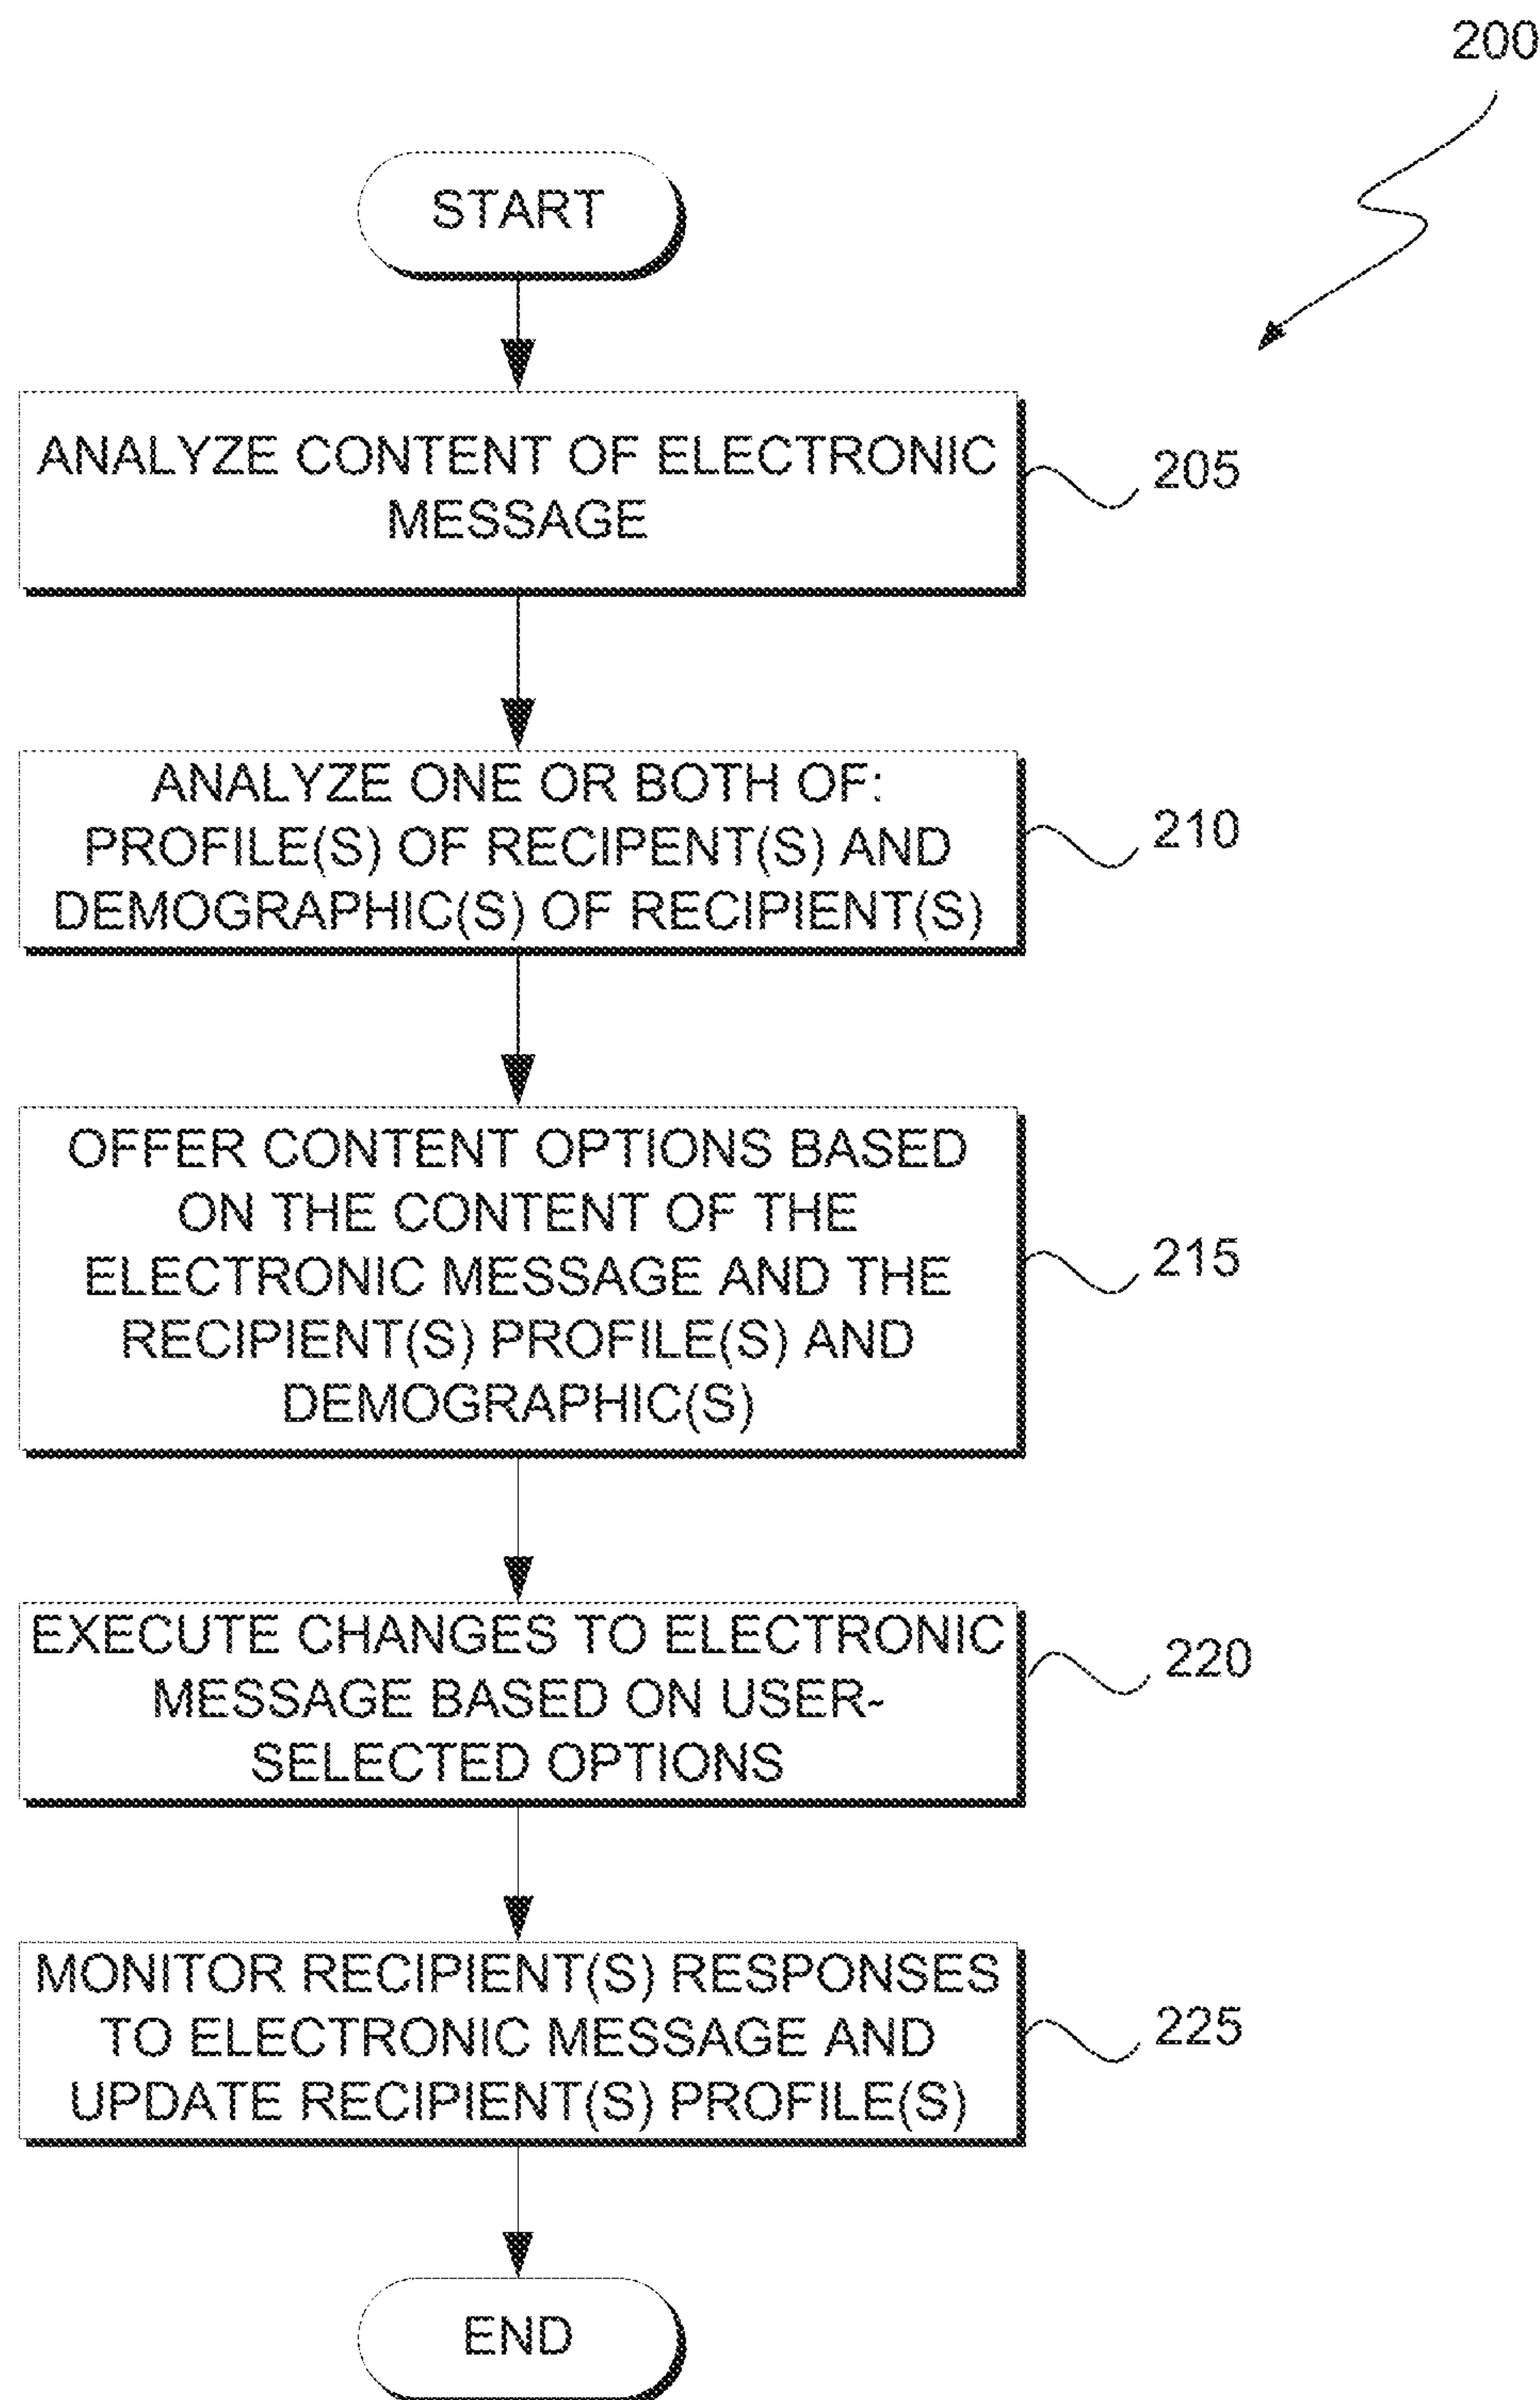 200
START
ANALYZE CONTENT OF ELECTRONIC
MESSAGE
205
ANALYZE ONE OR BOTH OF:
PROFILE(S) OF RECIPENT(S) AND
DEMOGRAPHIC(S) OF RECIPIENT(S)
210
OFFER CONTENT OPTIONS BASED
ON THE CONTENT OF THE
ELECTRONIC MESSAGE AND THE
RECIPIENT(S) PROFILE(S) AND
DEMOGRAPHIC(S)
215
EXECUTE CHANGES TO ELECTRONIC
MESSAGE BASED ON USER-
SELECTED OPTIONS
220
MONITOR RECIPIENT(S) RESPONSES
TO ELECTRONIC MESSAGE AND
UPDATE RECIPIENT(S) PROFILE(S)
225
END